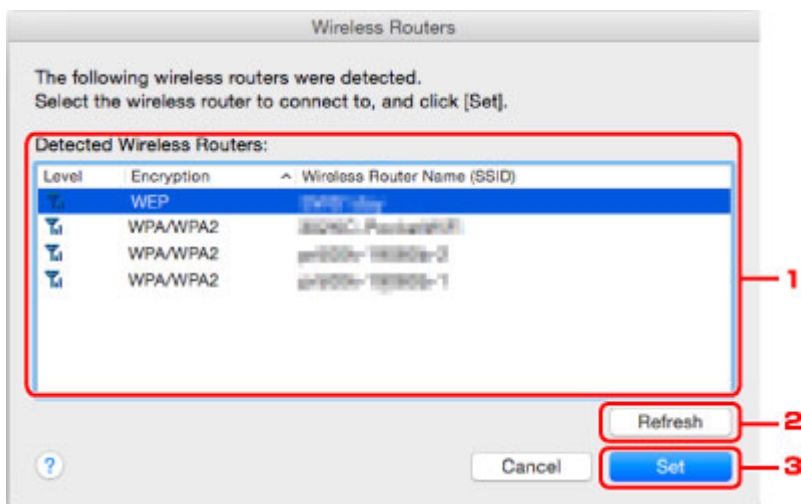 Wireless Routers
The following wireless routers were detected.
Select the wireless router to connect to, and click [Set].
Detected Wireless Routers:
Level Encryption Wireless Router Name (SSID)
WEP
WPA/WPA2
WPA/WPA2
WPA/WPA2
1
Refresh 2
? Cancel Set 3